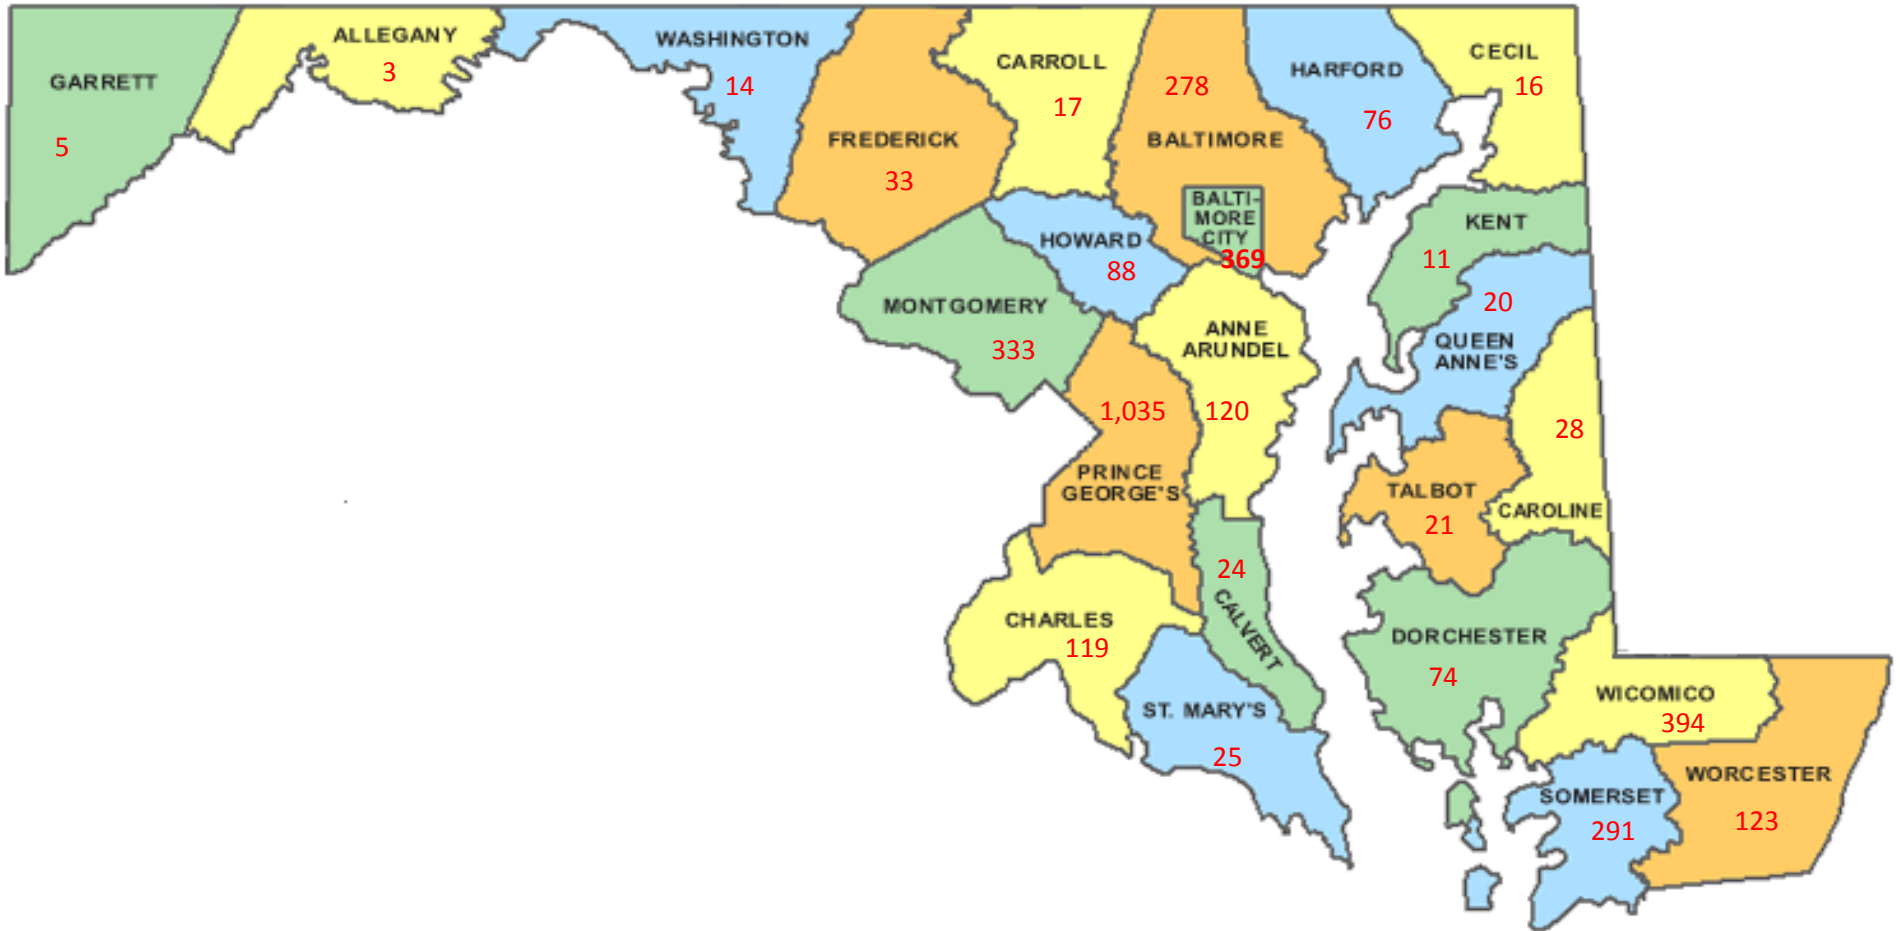 GARRETT
5
ALLEGANY
3
WASHINGTON
14
FREDERICK
33
CARROLL
17
278
BALTIMORE
BALTI-
MORE
CITY
369
HARFORD
76
CECIL
16
KENT
11
20
QUEEN
ANNE'S
HOWARD
88
MONTGOMERY
333
ANNE
ARUNDEL
120
1,035
PRINCE
GEORGE'S
28
CAROLINE
TALBOT
21
24
CALVERT
CHARLES
119
ST. MARY'S
25
DORCHESTER
74
WICOMICO
394
SOMERSET
291
WORCESTER
123